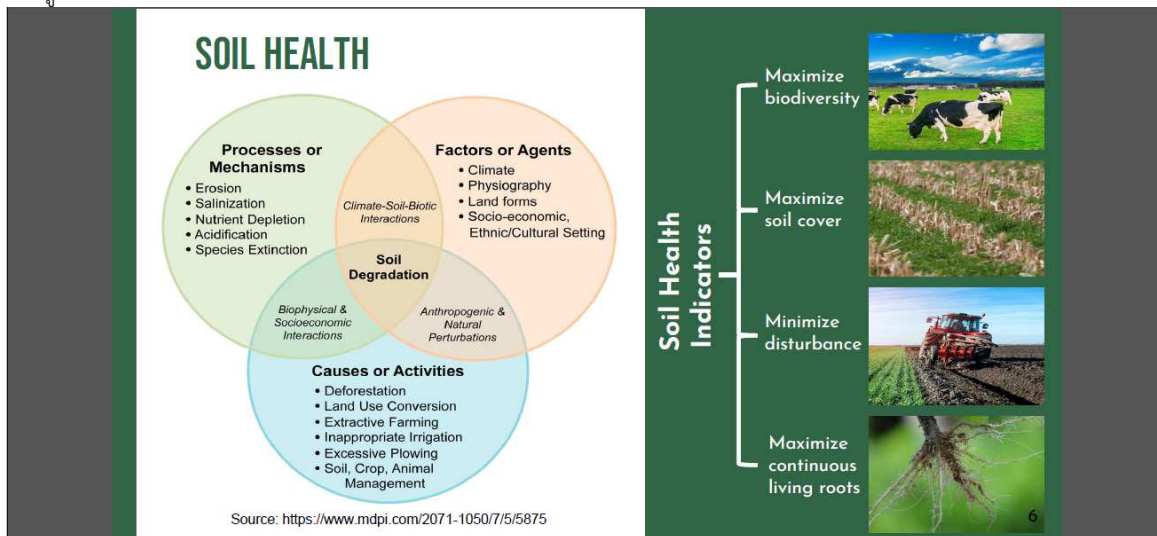 SOIL HEALTH
Processes or
Mechanisms
• Erosion
• Salinization
• Nutrient Depletion
• Acidification
• Species Extinction
Factors or Agents
• Climate
• Physiography
• Land forms
• Socio-economic,
Ethnic/Cultural Setting
Climate-Soil-Biotic
Interactions
Soil
Degradation
Biophysical &
Socioeconomic
Interactions
Anthropogenic &
Natural
Perturbations
Causes or Activities
• Deforestation
• Land Use Conversion
• Extractive Farming
• Inappropriate Irrigation
• Excessive Plowing
• Soil, Crop, Animal
Management
Source: https://www.mdpi.com/2071-1050/7/5/5875
Soil Health
Indicators
Maximize
biodiversity
Maximize
soil cover
Minimize
disturbance
Maximize
continuous
living roots
6